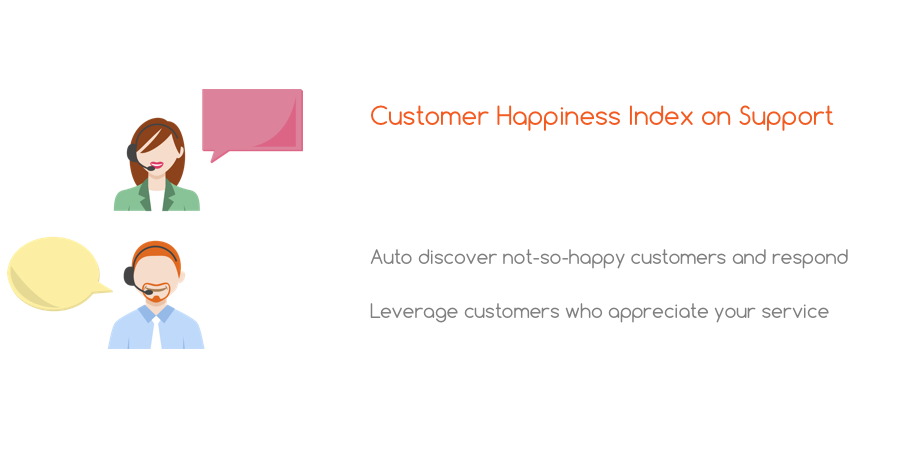 Customer Happiness Index on Support
Auto discover not-so-happy customers and respond
Leverage customers who appreciate your service